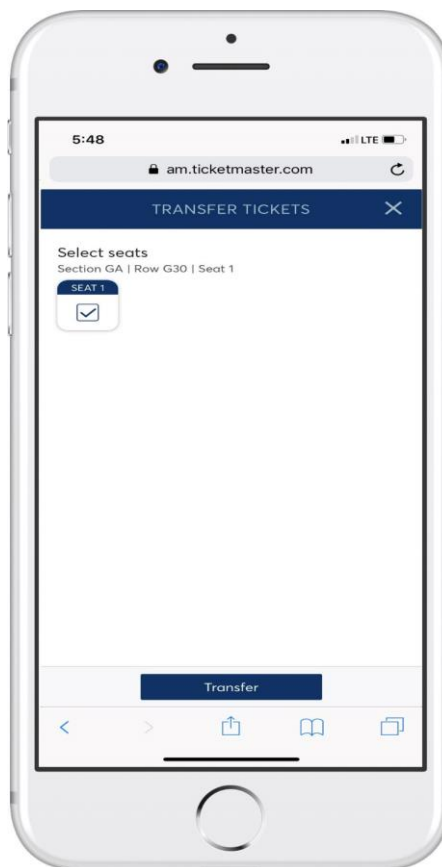 5:48
LTE
am.ticketmaster.com
TRANSFER TICKETS
Select seats
Section GA | Row G30 | Seat 1
SEAT 1
Transfer